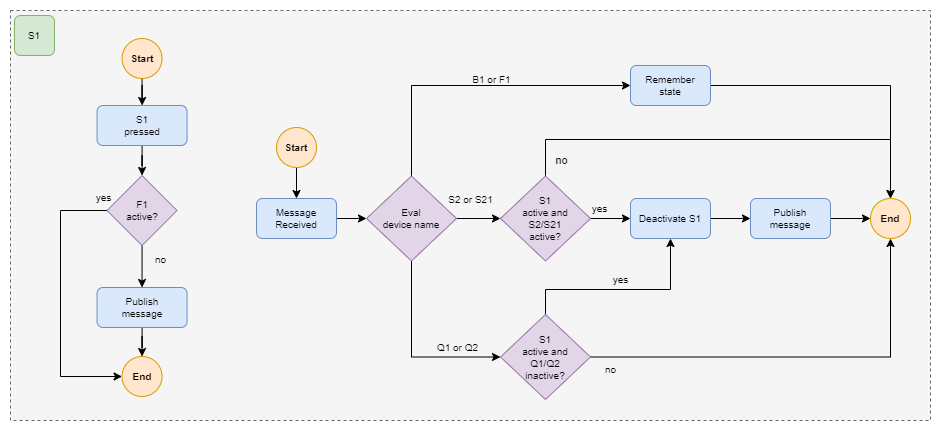 S1
Start
S1
pressed
F1
active?
yes
no
Publish
message
End
Start
Message
Received
Eval
device name
B1 or F1
Remember
state
S2 or S21
S1
active and
S2/S21
active?
no
yes
Deactivate S1
Publish
message
End
Q1 or Q2
S1
active and
Q1/Q2
inactive?
yes
no